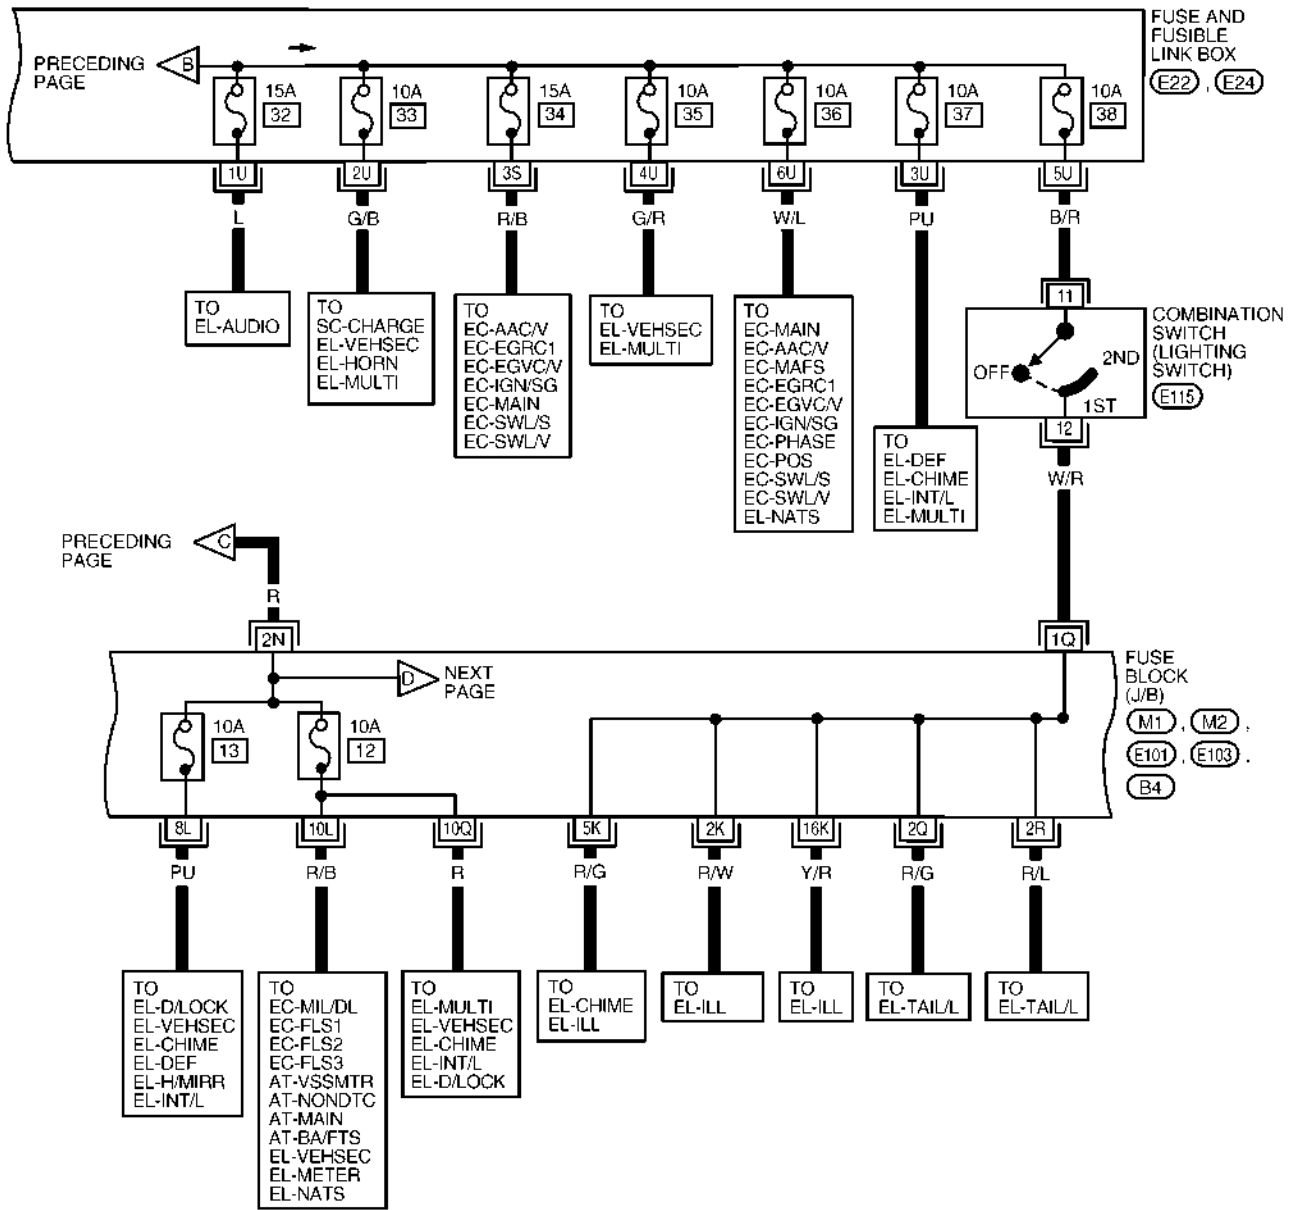 FUSE AND
FUSIBLE
LINK BOX
E22 , E24
PRECEDING
PAGE
B
15A
32
10A
33
15A
34
10A
35
10A
36
10A
37
10A
38
1U
2U
3S
4U
6U
3U
5U
L
G/B
R/B
G/R
W/L
PU
B/R
TO
EL-AUDIO
TO
SC-CHARGE
EL-VEHSEC
EL-HORN
EL-MULTI
TO
EC-AAC/V
EC-EGRC1
EC-EGVC/V
EC-IGN/SG
EC-MAIN
EC-SWL/S
EC-SWL/V
TO
EL-VEHSEC
EL-MULTI
TO
EC-MAIN
EC-AAC/V
EC-MAFS
EC-EGRC1
EC-EGVC/V
EC-IGN/SG
EC-PHASE
EC-POS
EC-SWL/S
EC-SWL/V
EL-NATS
TO
EL-DEF
EL-CHIME
EL-INT/L
EL-MULTI
11
OFF
2ND
1ST
12
COMBINATION
SWITCH
(LIGHTING
SWITCH)
E115
W/R
PRECEDING
PAGE
C
R
2N
1Q
D
NEXT
PAGE
10A
13
10A
12
FUSE
BLOCK
(J/B)
M1 , M2 ,
E101 , E103 .
B4
8L
10L
10Q
5K
2K
16K
2Q
2R
PU
R/B
R
R/G
R/W
Y/R
R/G
R/L
TO
EL-D/LOCK
EL-VEHSEC
EL-CHIME
EL-DEF
EL-H/MIRR
EL-INT/L
TO
EC-MIL/DL
EC-FLS1
EC-FLS2
EC-FLS3
AT-VSSMTR
AT-NONDTC
AT-MAIN
AT-BA/FTS
EL-VEHSEC
EL-METER
EL-NATS
TO
EL-MULTI
EL-VEHSEC
EL-CHIME
EL-INT/L
EL-D/LOCK
TO
EL-CHIME
EL-ILL
TO
EL-ILL
TO
EL-ILL
TO
EL-TAIL/L
TO
EL-TAIL/L